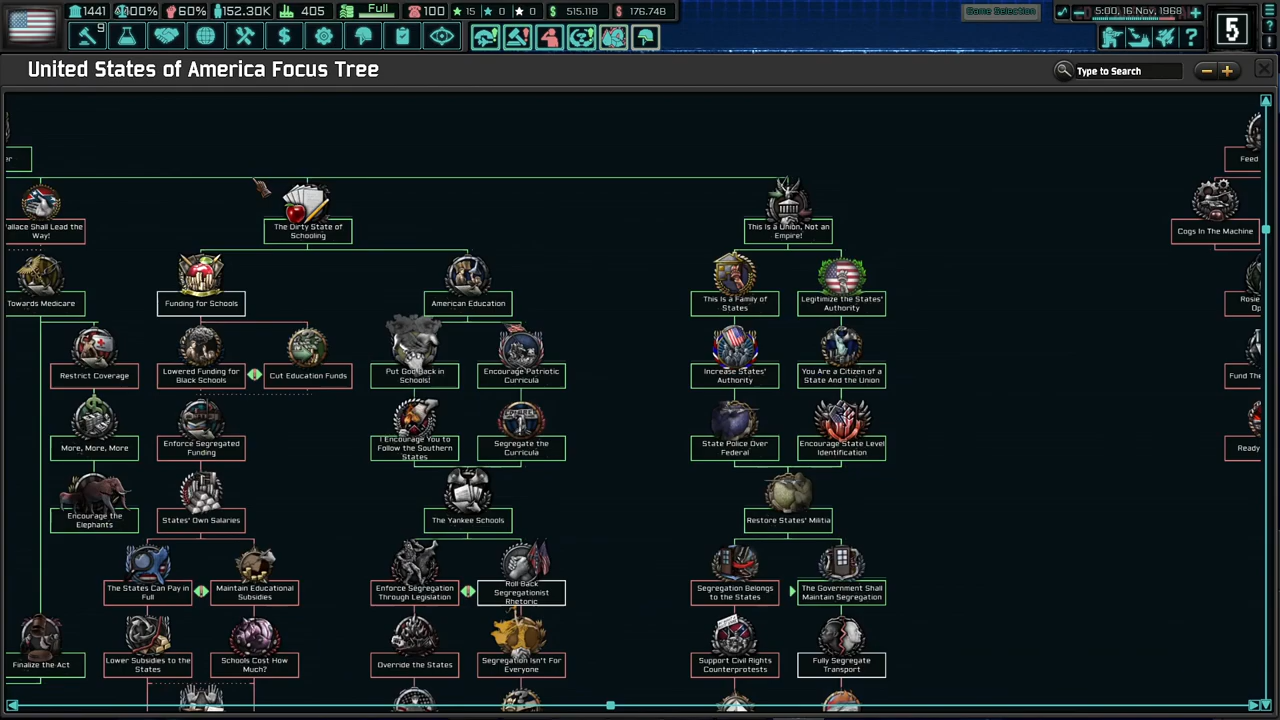 1441 100% 60% 152.30K 405 Full 100 15 0 0 $ 515.118 $ 176.748 Game Selection 5:00, 16 Nov, 1968
9
5
United States of America Focus Tree
Type to Search
er
Feed
Wallace Shall Lead the
Way!
The Dirty State of
Schooling
This Is a Union, Not an
Empire!
Cogs In The Machine
Towards Medicare
Funding for Schools
American Education
This Is a Family of
States
Legitimize the States'
Authority
Rosie
Op
Restrict Coverage
Lowered Funding for
Black Schools
Cut Education Funds
Put God Back in
Schools!
Encourage Patriotic
Curricula
Increase States'
Authority
You Are a Citizen of a
State And the Union
Fund The
More, More, More
Enforce Segregated
Funding
I Encourage You to
Follow the Southern
States
Segregate the
Curricula
State Police Over
Federal
Encourage State Level
Identification
Ready
Encourage the
Elephants
States' Own Salaries
The Yankee Schools
Restore States' Militia
The States Can Pay in
Full
Maintain Educational
Subsidies
Enforce Segregation
Through Legislation
Roll Back
Segregationist
Rhetoric
Segregation Belongs
to the States
The Government Shall
Maintain Segregation
Finalize the Act
Lower Subsidies to the
States
Schools Cost How
Much?
Override the States
Segregation Isn't For
Everyone
Support Civil Rights
Counterprotests
Fully Segregate
Transport